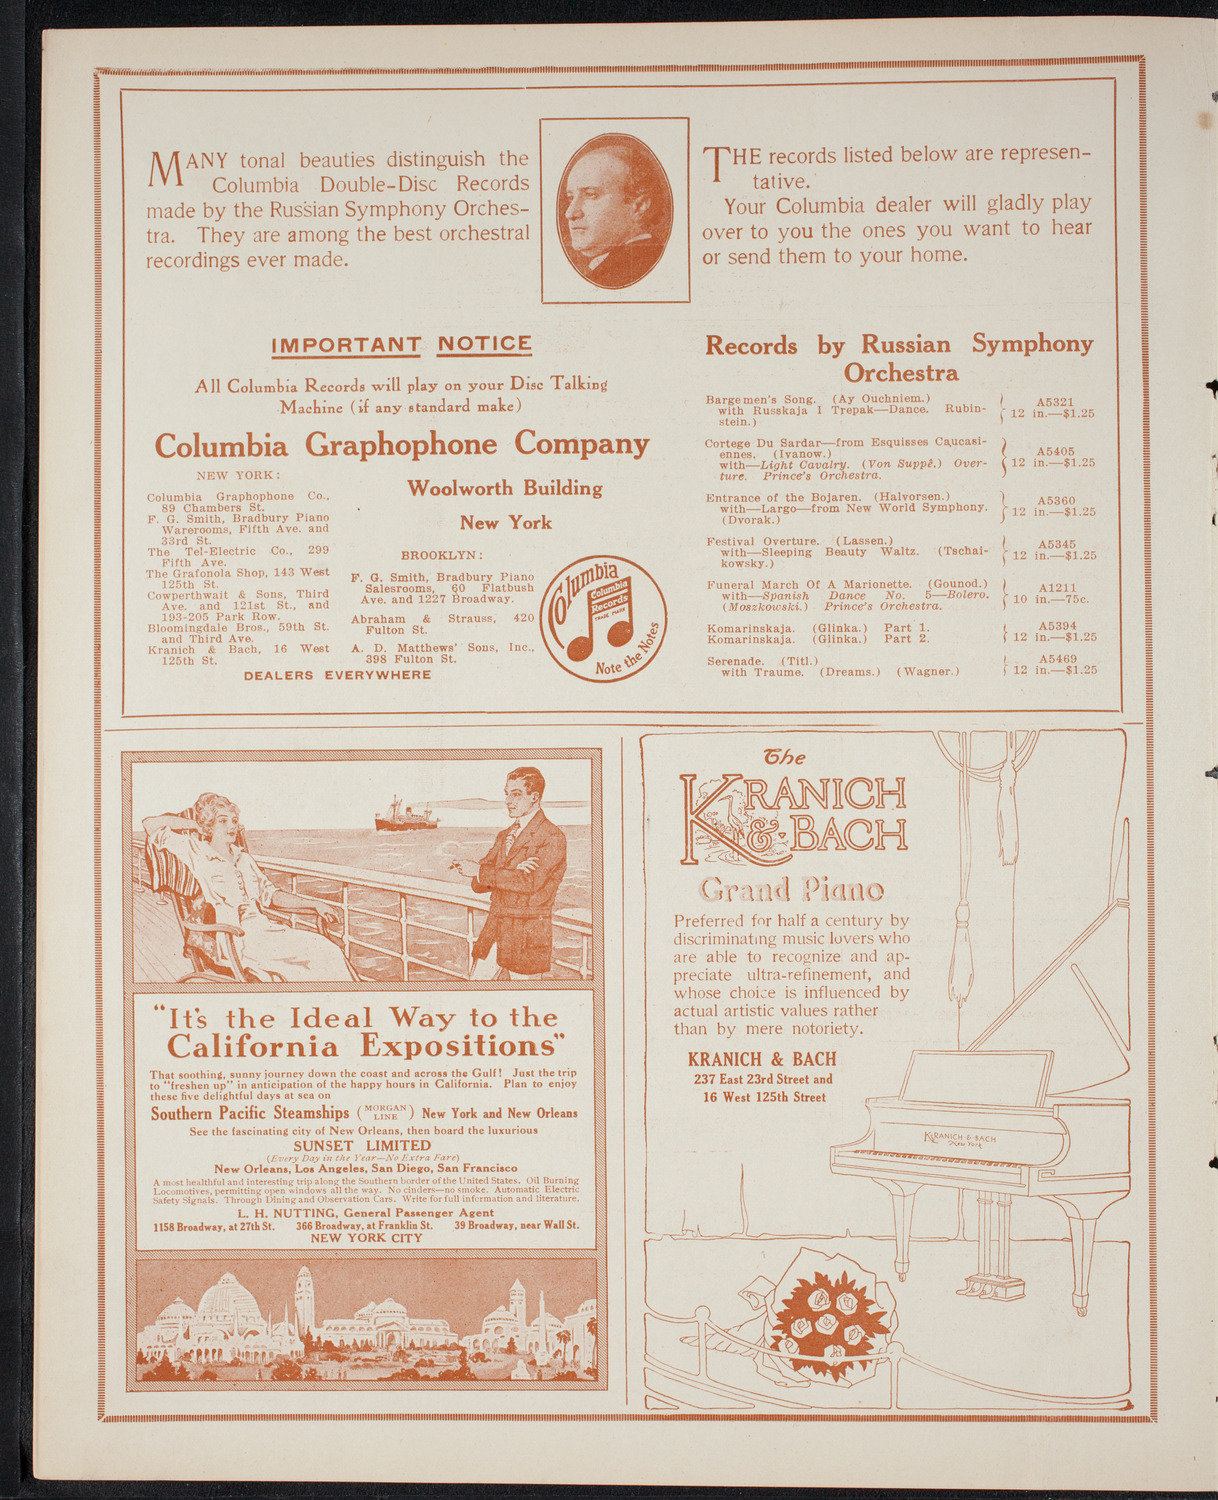 MANY tonal beauties distinguish the
Columbia Double-Disc Records
made by the Russian Symphony Orches-
tra. They are among the best orchestral
recordings ever made.
THE records listed below are represen-
tative.
Your Columbia dealer will gladly play
over to you the ones you want to hear
or send them to your home.
IMPORTANT NOTICE
All Columbia Records will play on your Disc Talking
Machine (if any standard make)
Columbia Graphophone Company
NEW YORK:
Columbia Graphophone Co.,
89 Chambers St.
F. G. Smith, Bradbury Piano
Warerooms, Fifth Ave. and
33rd St.
The Tel-Electric Co., 299
Fifth Ave.
The Grafonola Shop, 143 West
125th St.
Cowperthwait & Sons, Third
Ave. and 121st St., and
193-205 Park Row.
Bloomingdale Bros., 59th St.
and Third Ave.
Kranich & Bach, 16 West
125th St.
Woolworth Building
New York
BROOKLYN:
F. G. Smith, Bradbury Piano
Salesrooms, 60 Flatbush
Ave. and 1227 Broadway.
Abraham & Strauss, 420
Fulton St.
A. D. Matthews' Sons, Inc.,
398 Fulton St.
DEALERS EVERYWHERE
Columbia
Columbia
Records
TRADE MARK
Note the Notes
Records by Russian Symphony
Orchestra
Bargemen's Song. (Ay Ouchniem.)
with Russkaja I Trepak—Dance. Rubin-
stein.)
A5321
12 in.—$1.25
Cortege Du Sardar—from Esquisses Caucasi-
ennes. (Ivanow.)
with—Light Cavalry. (Von Suppé.) Over-
ture. Prince's Orchestra.
A5405
12 in.—$1.25
Entrance of the Bojaren. (Halvorsen.)
with—Largo—from New World Symphony.
(Dvorak.)
A5360
12 in.—$1.25
Festival Overture. (Lassen.)
with—Sleeping Beauty Waltz. (Tschai-
kowsky.)
A5345
12 in.—$1.25
Funeral March Of A Marionette. (Gounod.)
with—Spanish Dance No. 5—Bolero.
(Moszkowski.) Prince's Orchestra.
A1211
10 in.—75c.
Komarinskaja. (Glinka.) Part 1.
Komarinskaja. (Glinka.) Part 2.
A5394
12 in.—$1.25
Serenade. (Titl.)
with Traume. (Dreams.) (Wagner.)
A5469
12 in.—$1.25
"It's the Ideal Way to the
California Expositions"
That soothing, sunny journey down the coast and across the Gulf! Just the trip
to "freshen up" in anticipation of the happy hours in California. Plan to enjoy
these five delightful days at sea on
Southern Pacific Steamships (MORGAN LINE) New York and New Orleans
See the fascinating city of New Orleans, then board the luxurious
SUNSET LIMITED
(Every Day in the Year—No Extra Fare)
New Orleans, Los Angeles, San Diego, San Francisco
A most healthful and interesting trip along the Southern border of the United States. Oil Burning
Locomotives, permitting open windows all the way. No cinders—no smoke. Automatic Electric
Safety Signals. Through Dining and Observation Cars. Write for full information and literature.
L. H. NUTTING, General Passenger Agent
1158 Broadway, at 27th St. 366 Broadway, at Franklin St. 39 Broadway, near Wall St.
NEW YORK CITY
The
KRANICH
& BACH
Grand Piano
Preferred for half a century by
discriminating music lovers who
are able to recognize and ap-
preciate ultra-refinement, and
whose choice is influenced by
actual artistic values rather
than by mere notoriety.
KRANICH & BACH
237 East 23rd Street and
16 West 125th Street
KRANICH & BACH
New York